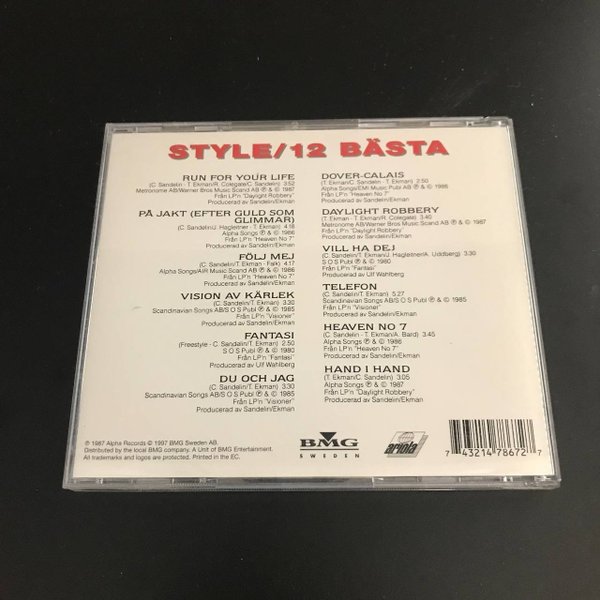 STYLE/12 BÄSTA
RUN FOR YOUR LIFE
(C. Sandelin - T. Ekman/R. Colegate/C. Sandelin) 3:52
Metronome AB/Warner Bros Music Scand AB ℗ & © 1987
Från LP'n "Daylight Robbery"
Producerad av Sandelin/Ekman
PÅ JAKT (EFTER GULD SOM
GLIMMAR)
(C. Sandelin/J. Hagletner - T. Ekman) 4.18
Alpha Songs ℗ & © 1986
Från LP'n "Heaven No 7"
Producerad av Sandelin/Ekman
FÖLJ MEJ
(C. Sandelin/T. Ekman - Falk) 4.17
Alpha Songs/AIR Music Scand AB ℗ & © 1986
Från LP'n "Heaven No 7"
Producerad av Sandelin/Ekman
VISION AV KÄRLEK
(C. Sandelin/T. Ekman) 3.30
Scandinavian Songs AB/S O S Publ ℗ & © 1985
Från LP'n "Visioner"
Producerad av Sandelin/Ekman
FANTASI
(Freestyle - C. Sandelin/T. Ekman) 2.50
S O S Publ ℗ & © 1980
Från LP'n "Fantasi"
Producerad av Ulf Wahlberg
DU OCH JAG
(C. Sandelin/T. Ekman) 3.30
Scandinavian Songs AB/S O S Publ ℗ & © 1985
Från LP'n "Visioner"
Producerad av Sandelin/Ekman
DOVER-CALAIS
(T. Ekman/C. Sandelin - T. Ekman) 2:50
Alpha Songs/EMI Music Publ AB ℗ & © 1986
Från LP'n "Heaven No 7"
Producerad av Sandelin/Ekman
DAYLIGHT ROBBERY
(C. Sandelin - T. Ekman/R. Colegate) 3.40
Metronome AB/Warner Bros Music Scand AB ℗ & © 1987
Från LP'n "Daylight Robbery"
Producerad av Sandelin/Ekman
VILL HA DEJ
(C. Sandelin/T. Ekman/J. Hagletner/A. Uddberg) 3.30
S O S Publ ℗ & © 1980
Från LP'n "Fantasi"
Producerad av Ulf Wahlberg
TELEFON
(C. Sandelin/T. Ekman) 5.27
Scandinavian Songs AB/S O S Publ ℗ & © 1985
Från LP'n "Visioner"
Producerad av Sandelin/Ekman
HEAVEN NO 7
(C. Sandelin/T. Ekman/A. Bard) 3.45
Alpha Songs ℗ & © 1986
Från LP'n "Heaven No 7"
Producerad av Sandelin/Ekman
HAND I HAND
(T. Ekman/C. Sandelin) 3:05
Alpha Songs ℗ & © 1987
Från LP'n "Daylight Robbery"
Producerad av Sandelin/Ekman
℗ 1987 Alpha Records © 1997 BMG Sweden AB.
Distributed by the local BMG company. A Unit of BMG Entertainment.
All trademarks and logos are protected. Printed in the EC.
BMG
SWEDEN
ariola
7 43214 78672 7